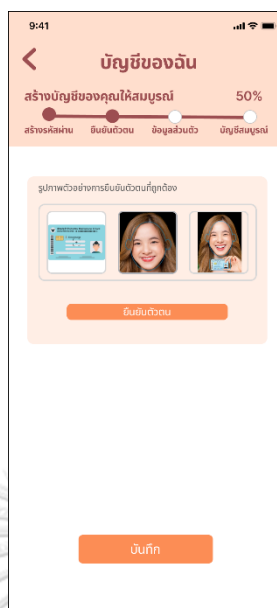 9:41
บัญชีของฉัน
สร้างบัญชีของคุณให้สมบูรณ์ 50%
สร้างรหัสผ่าน ยืนยันตัวตน ข้อมูลส่วนตัว บัญชีสมบูรณ์
รูปภาพตัวอย่างการยืนยันตัวตนที่ถูกต้อง
ยืนยันตัวตน
บันทึก